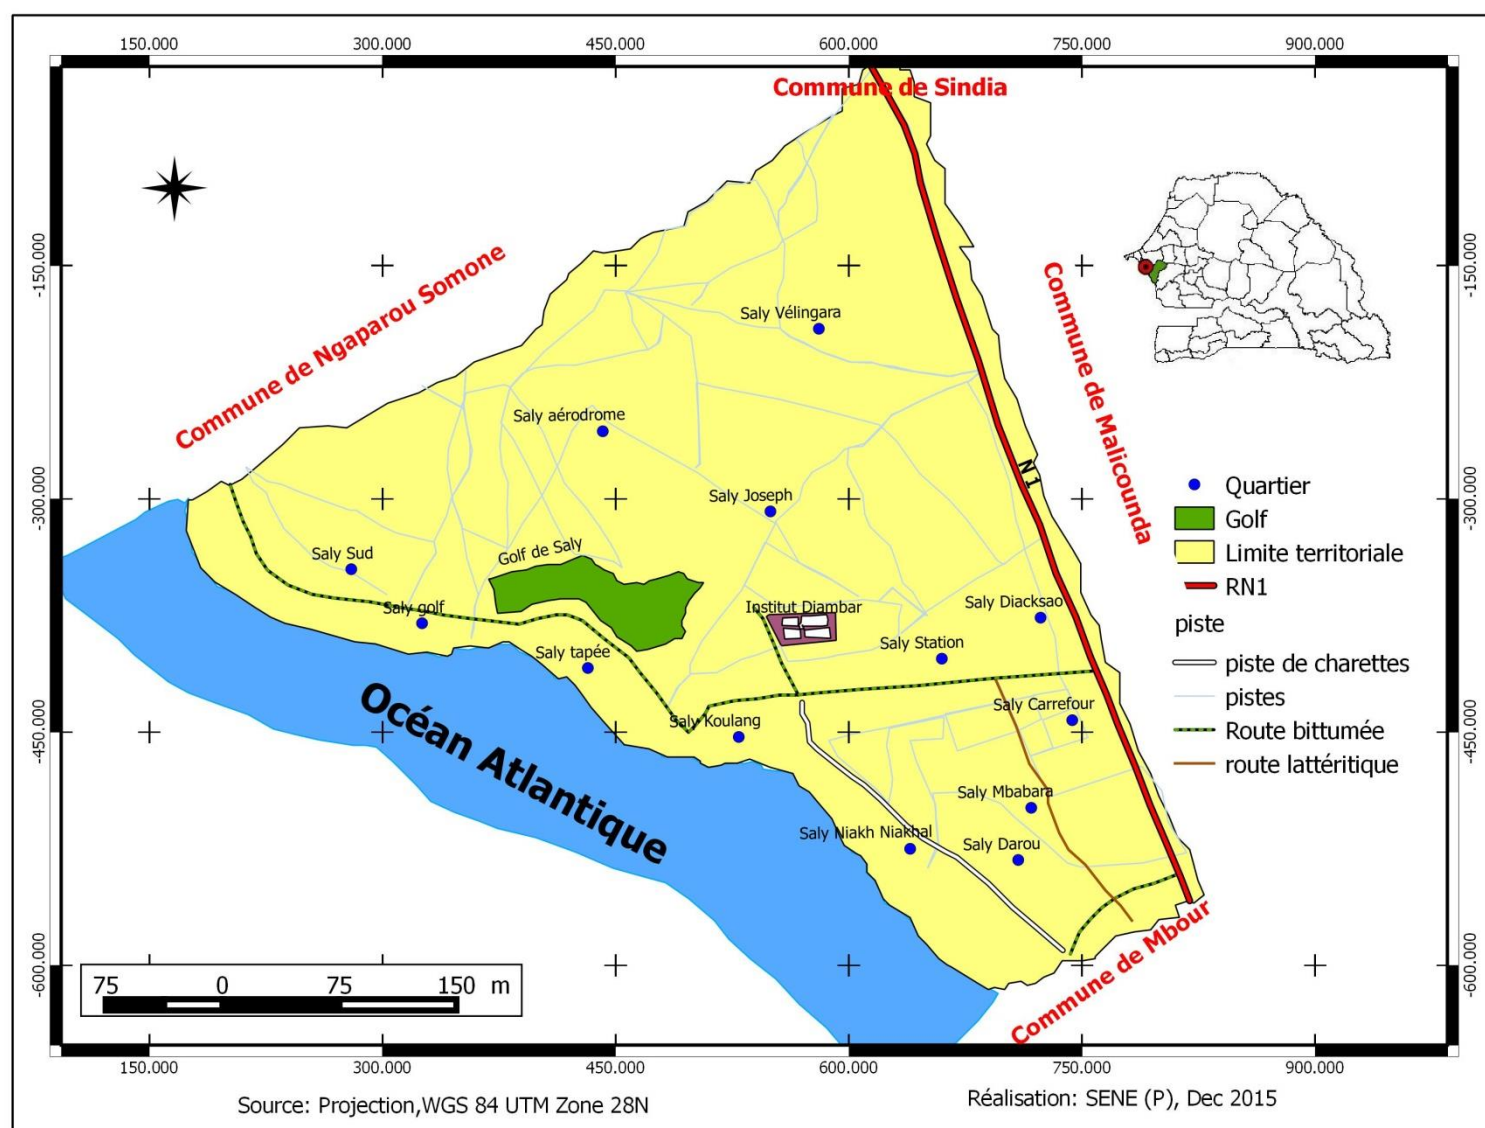 150.000 300.000 450.000 600.000 750.000 900.000
Commune de Sindia
-150.000
-150.000
Commune de Ngaparou Somone
Commune de Malicounda
Saly Vélingara
Saly aérodrome
N 1
Saly Joseph
-300.000
-300.000
Quartier
Golf
Limite territoriale
RN1
piste
piste de charettes
pistes
Route bittumée
route lattéritique
Saly Sud
Golf de Saly
Saly golf
Institut Diambar
Saly Diacksao
Saly tapée
Saly Station
Saly Koulang
Saly Carrefour
-450.000
-450.000
Océan Atlantique
Saly Mbabara
Saly Niakh Niakhal
Saly Darou
Commune de Mbour
-600.000
-600.000
75 0 75 150 m
150.000 300.000 450.000 600.000 750.000 900.000
Source: Projection,WGS 84 UTM Zone 28N
Réalisation: SENE (P), Dec 2015